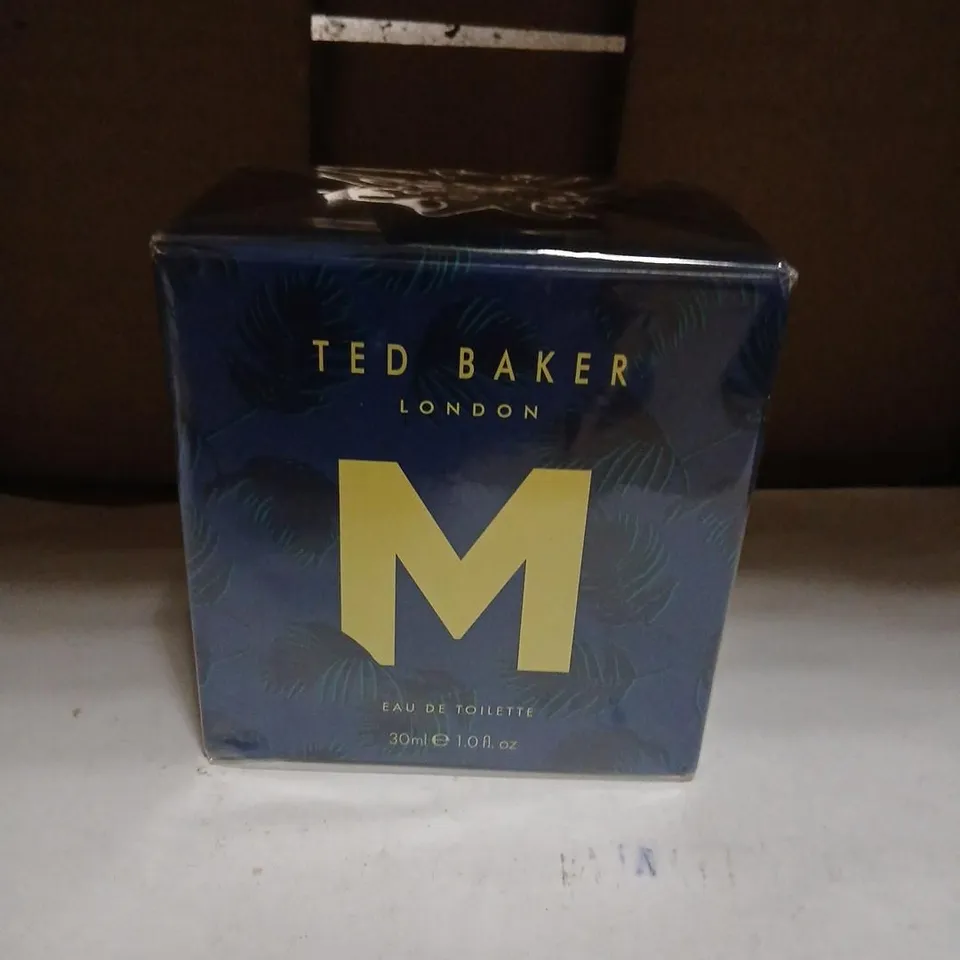 TED BAKER
LONDON
M
EAU DE TOILETTE
30ml ℮ 1.0 fl. oz